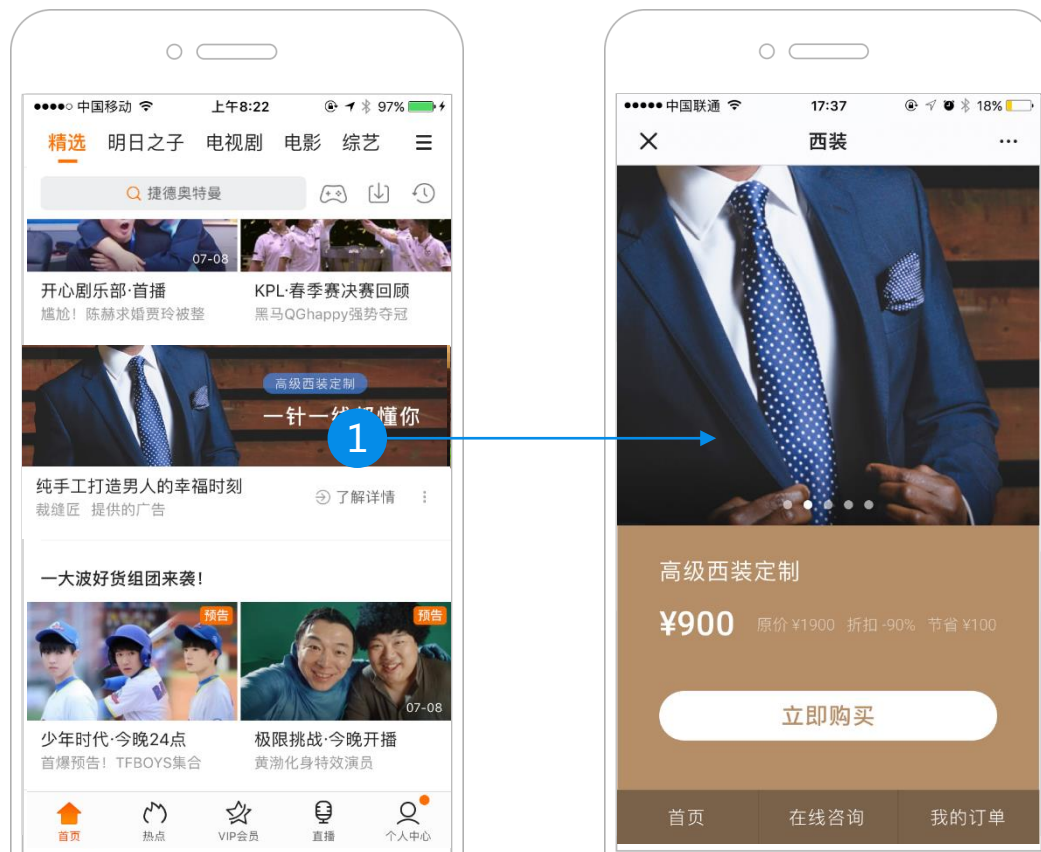 中国移动 上午8:22 97%
精选 明日之子 电视剧 电影 综艺
捷德奥特曼
07-08
开心剧乐部·首播 KPL·春季赛决赛回顾
尴尬！陈赫求婚贾玲被整 黑马QGhappy强势夺冠
高级西装定制
一针一线 懂你
1
纯手工打造男人的幸福时刻
裁缝匠 提供的广告 了解详情
一大波好货组团来袭！
预告 预告
07-08
少年时代·今晚24点 极限挑战·今晚开播
首爆预告！TFBOYS集合 黄渤化身特效演员
首页 热点 VIP会员 直播 个人中心
中国联通 17:37 18%
西装
高级西装定制
¥900 原价 ¥1900 折扣 -90% 节省 ¥100
立即购买
首页 在线咨询 我的订单